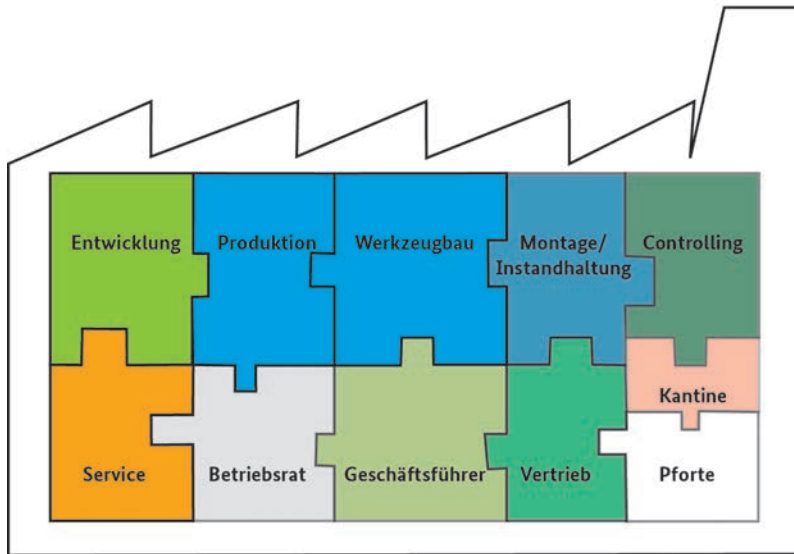 Entwicklung
Produktion
Werkzeugbau
Montage/
Instandhaltung
Controlling
Kantine
Service
Betriebsrat
Geschäftsführer
Vertrieb
Pforte